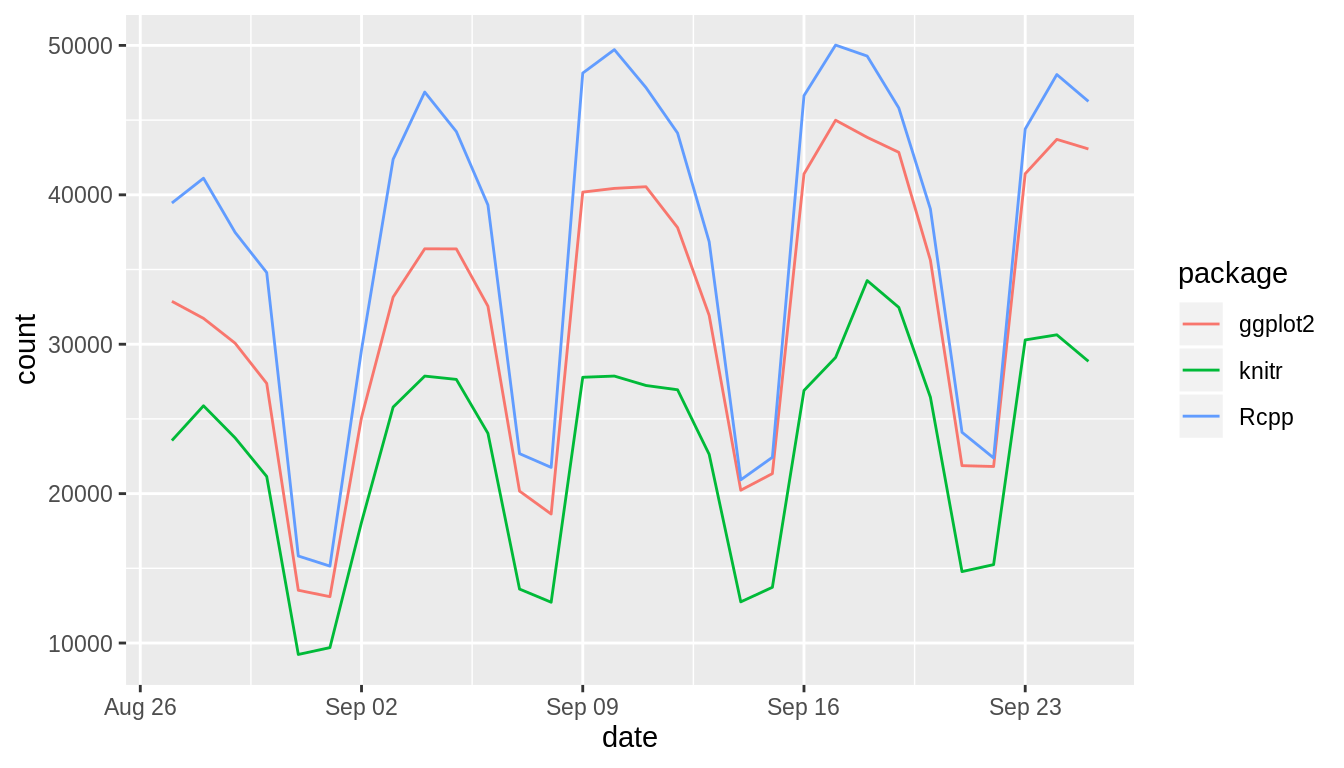 50000
40000
30000
20000
10000
count
Aug 26
Sep 02
Sep 09
Sep 16
Sep 23
date
package
ggplot2
knitr
Rcpp